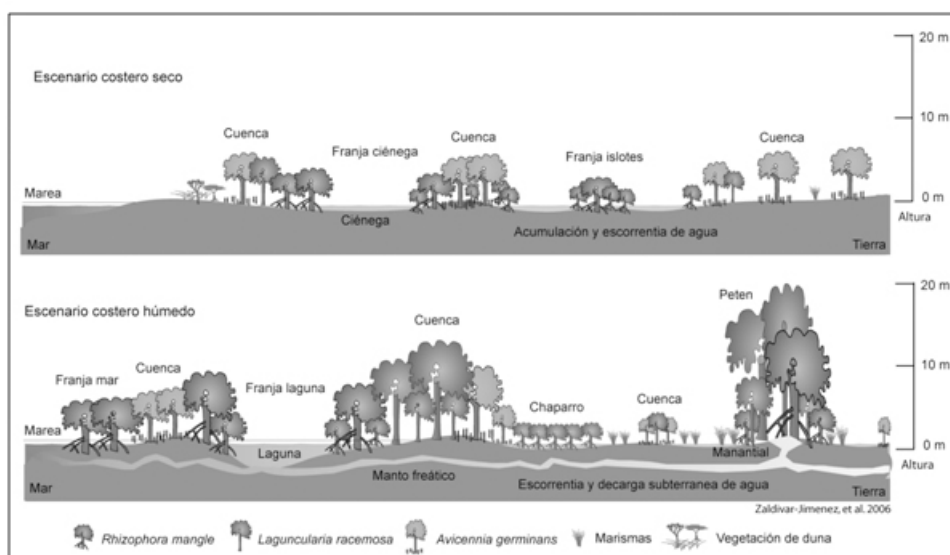 20 m
Escenario costero seco
10 m
Cuenca
Franja ciénega
Cuenca
Franja islotes
Cuenca
Marea
0 m
Altura
Ciénega
Acumulación y escorrentia de agua
Mar
Tierra
20 m
Escenario costero húmedo
Peten
Cuenca
10 m
Franja mar
Cuenca
Franja laguna
Chaparro
Cuenca
Marea
0 m
Laguna
Manantial
Altura
Manto freático
Escorrentia y decarga subterranea de agua
Mar
Tierra
Zaldivar-Jimenez, et al. 2006
Rhizophora mangle
Laguncularia racemosa
Avicennia germinans
Marismas
Vegetación de duna